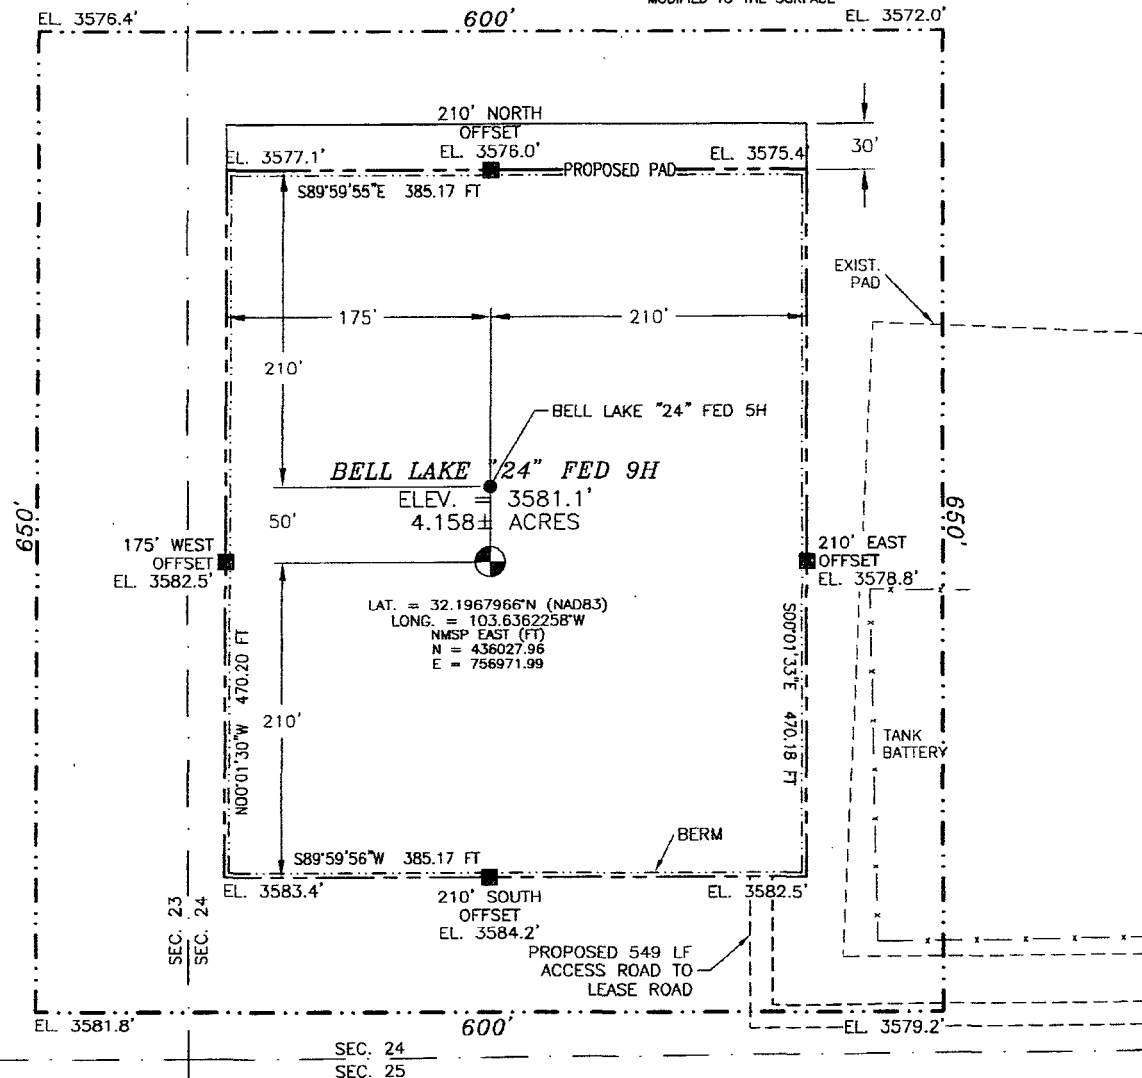 MODIFIED TO THE SURFACE
EL. 3576.4'
600'
EL. 3572.0'
210' NORTH
OFFSET
EL. 3577.1'
EL. 3576.0'
EL. 3575.4'
30'
PROPOSED PAD
S89°59'55"E 385.17 FT
EXIST.
PAD
175'
210'
210'
BELL LAKE "24" FED 5H
BELL LAKE "24" FED 9H
ELEV. = 3581.1'
4.158± ACRES
50'
650'
650'
175' WEST
OFFSET
EL. 3582.5'
210' EAST
OFFSET
EL. 3578.8'
LAT. = 32.1967966°N (NAD83)
LONG. = 103.6362258°W
NMSP EAST (FT)
N = 436027.96
E = 756971.99
N00°01'30"W 470.20 FT
S00°01'33"E 470.18 FT
210'
TANK
BATTERY
BERM
S89°59'56"W 385.17 FT
EL. 3583.4'
EL. 3582.5'
210' SOUTH
OFFSET
EL. 3584.2'
SEC. 23
SEC. 24
PROPOSED 549 LF
ACCESS ROAD TO
LEASE ROAD
EL. 3581.8'
600'
EL. 3579.2'
SEC. 24
SEC. 25